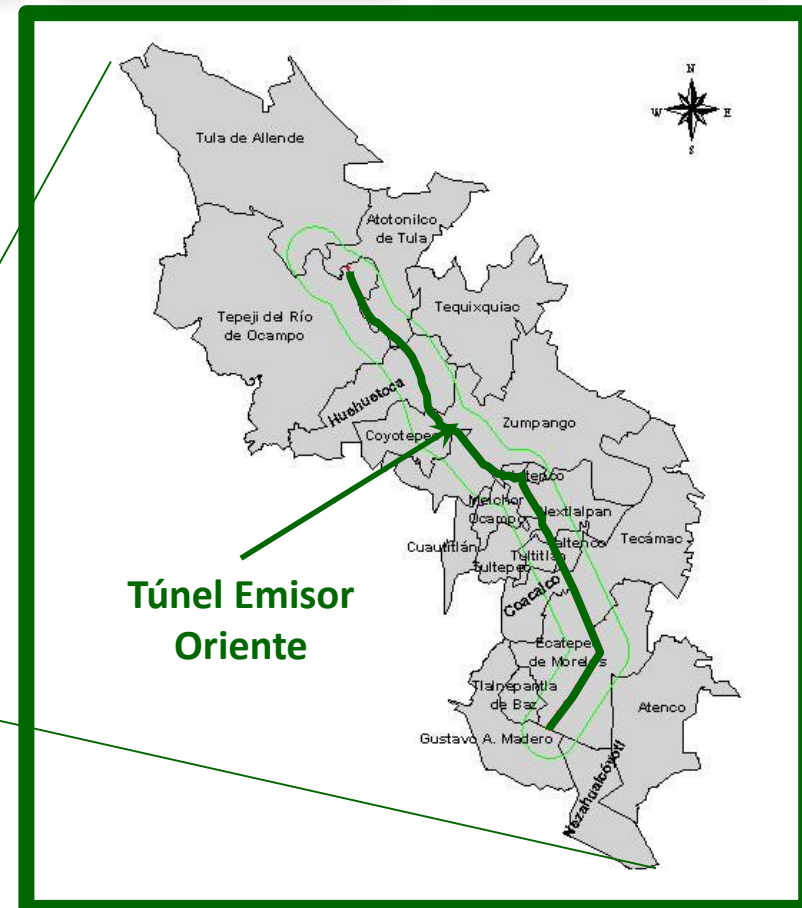 N
W E
S
Tula de Allende
Atotonilco
de Tula
Tequixquiac
Tepeji del Río
de Ocampo
Huehuetoca
Zumpango
Coyotepec
Melchor
Ocampo
Nextlalpan
Cuautitlán
Tultitlán
Tultepec
Tecámac
Coacalco
Túnel Emisor
Oriente
Ecatepec
de Morelos
Tlalnepantla
de Baz
Atenco
Gustavo A. Madero
Nezahualcóyotl